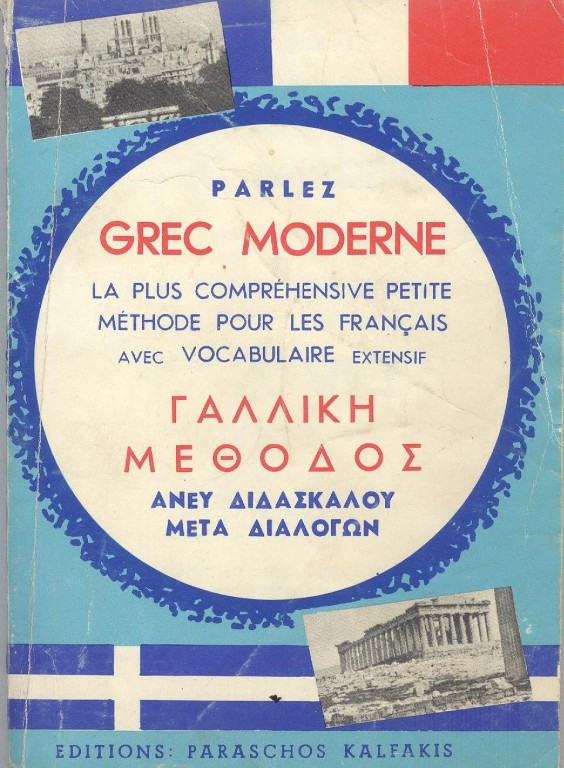 PARLEZ
GREC MODERNE
LA PLUS COMPRÉHENSIVE PETITE
MÉTHODE POUR LES FRANÇAIS
AVEC VOCABULAIRE EXTENSIF
ΓΑΛΛΙΚΗ
ΜΕΘΟΔΟΣ
ΑΝΕΥ ΔΙΔΑΣΚΑΛΟΥ
ΜΕΤΑ ΔΙΑΛΟΓΩΝ
EDITIONS: PARASCHOS KALFAKIS